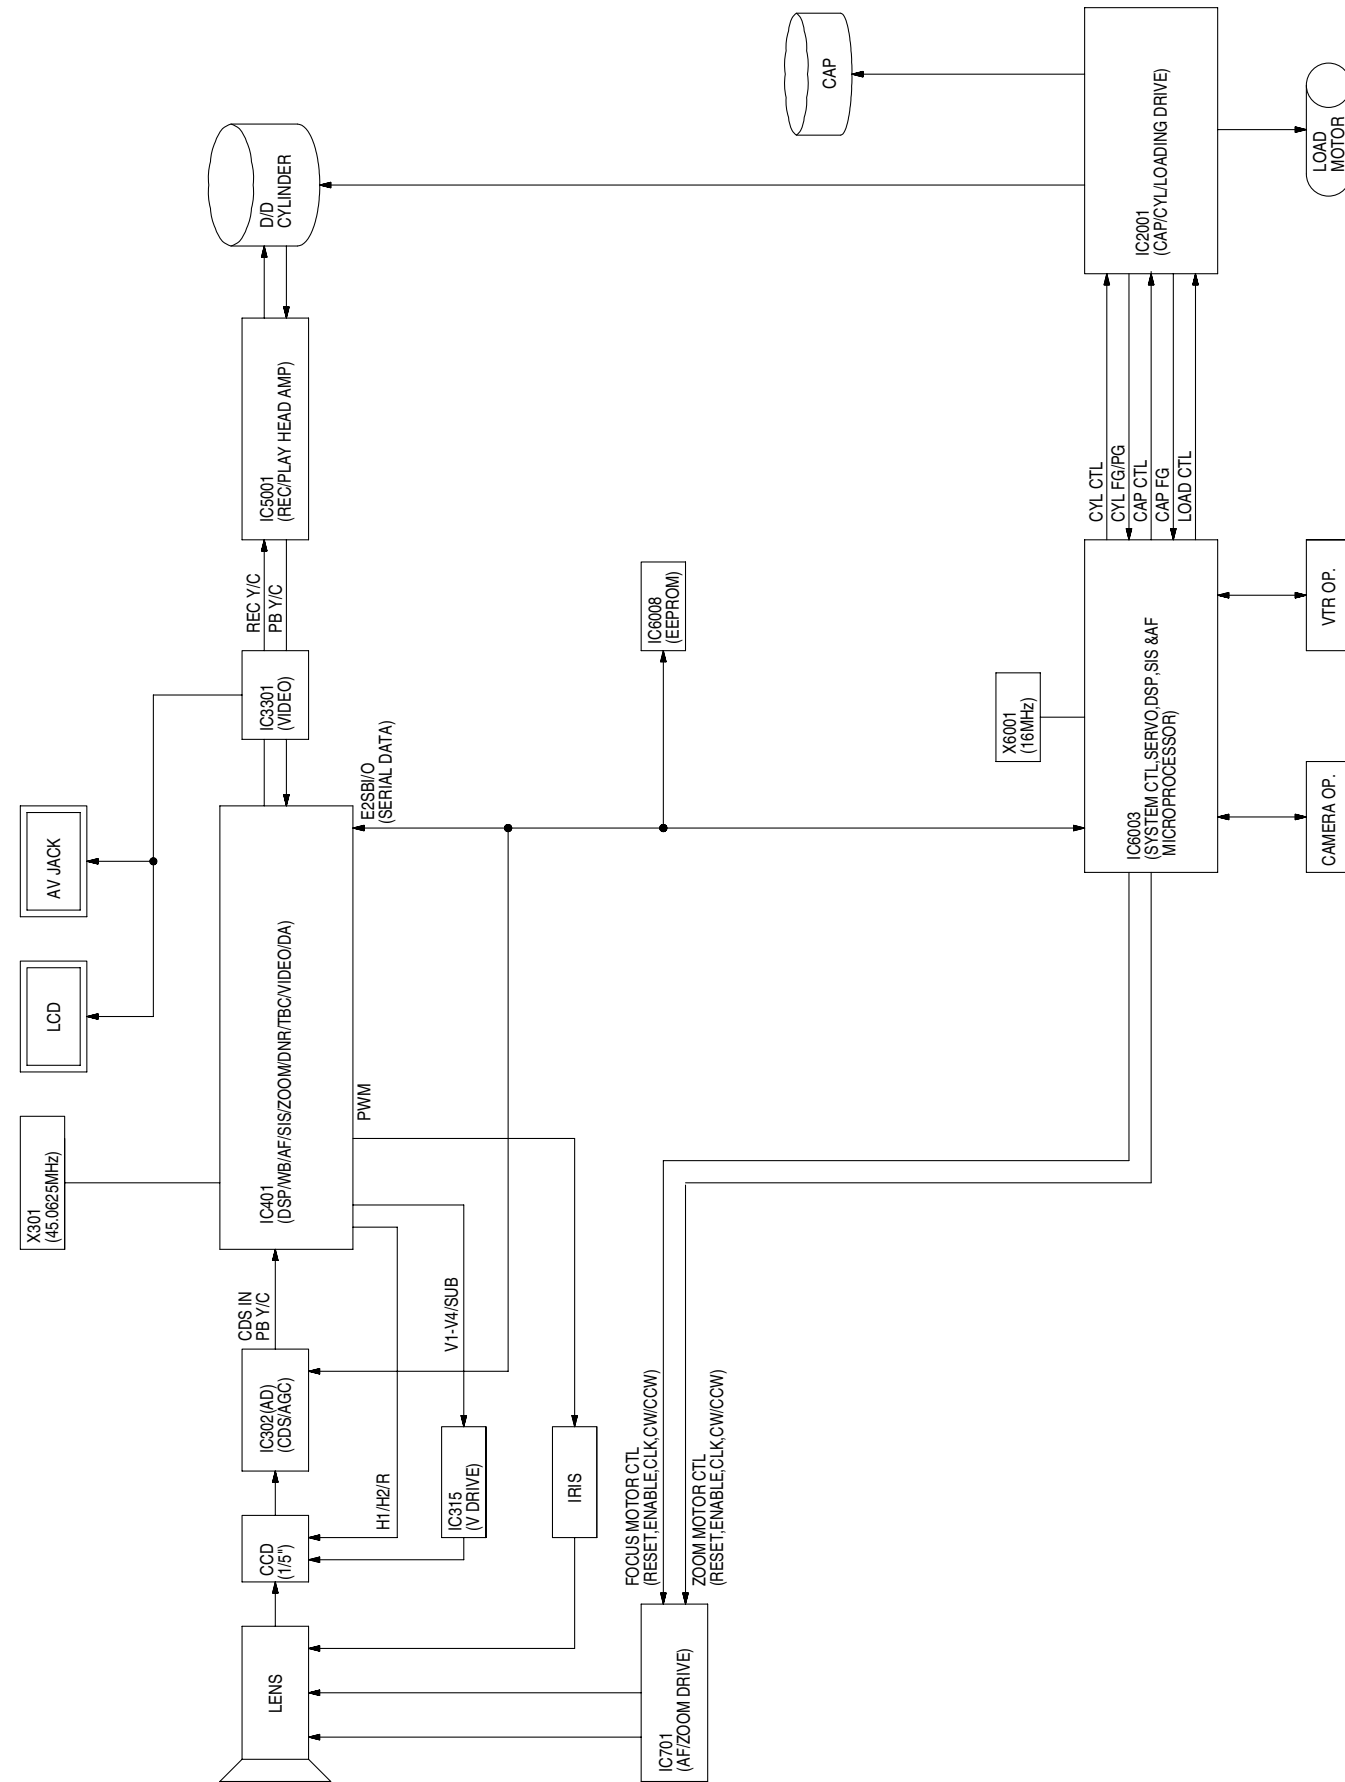 X301
(45.0625MHz)
LCD
AV JACK
LENS
CCD
(1/5")
IC302(AD)
(CDS/AGC)
CDS IN
PB Y/C
IC401
(DSP/WB/AF/SIS/ZOOM/DNR/TBC/VIDEO/DA)
IC3301
(VIDEO)
REC Y/C
PB Y/C
IC5001
(REC/PLAY HEAD AMP)
D/D
CYLINDER
H1/H2/R
V1-V4/SUB
PWM
E2SBI/O
(SERIAL DATA)
IC315
(V DRIVE)
IRIS
FOCUS MOTOR CTL
(RESET,ENABLE,CLK,CW/CCW)
ZOOM MOTOR CTL
(RESET,ENABLE,CLK,CW/CCW)
IC701
(AF/ZOOM DRIVE)
IC6008
(EEPROM)
CAP
X6001
(16MHz)
IC6003
(SYSTEM CTL,SERVO,DSP,SIS &AF
MICROPROCESSOR)
CYL CTL
CYL FG/PG
CAP CTL
CAP FG
LOAD CTL
IC2001
(CAP/CYL/LOADING DRIVE)
CAMERA OP.
VTR OP.
LOAD
MOTOR